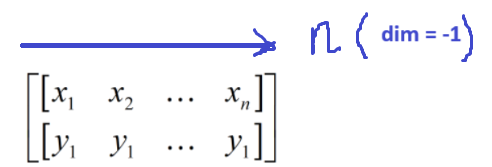 n ( dim = -1 )
[[x₁ x₂ … xₙ]
[y₁ y₁ … y₁]]